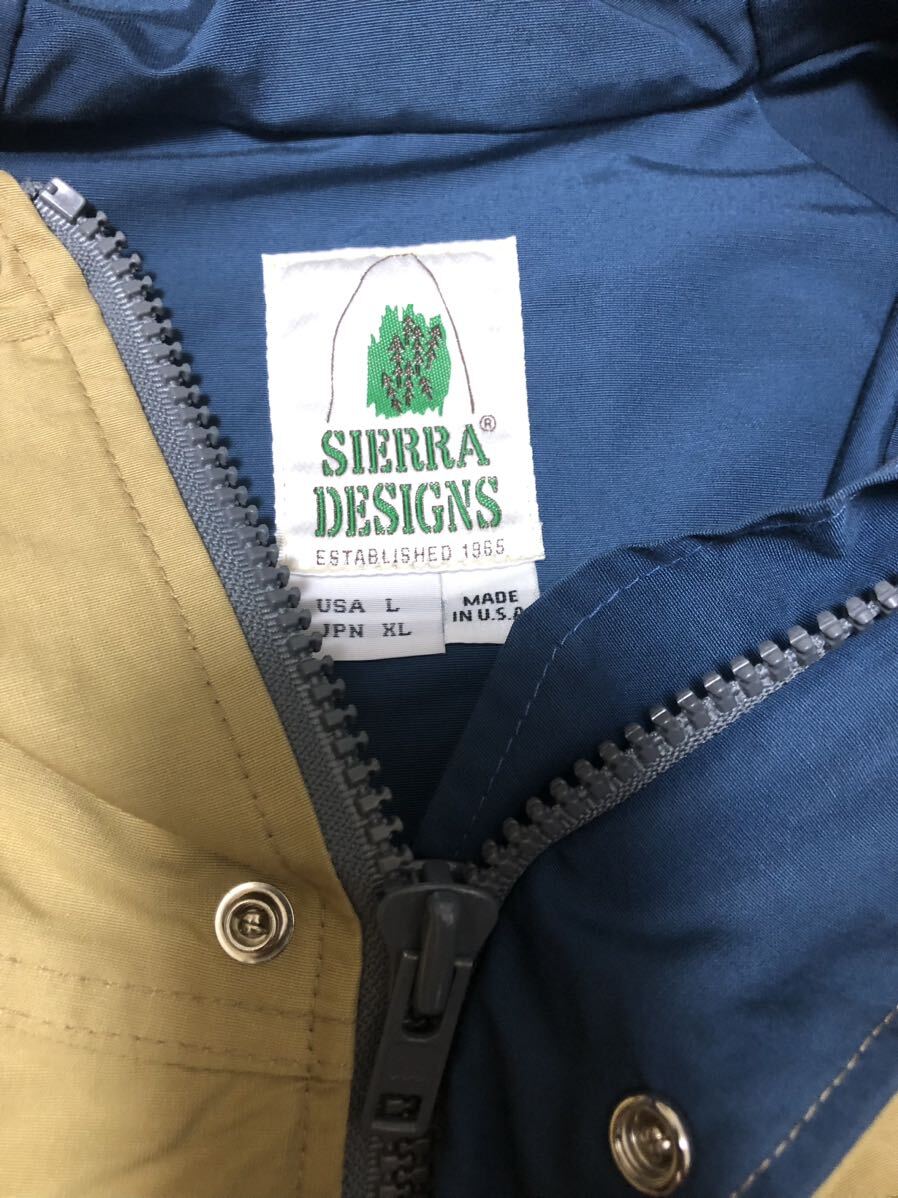 SIERRA®
DESIGNS
ESTABLISHED 1965
USA L
JPN XL
MADE
IN U.S.A